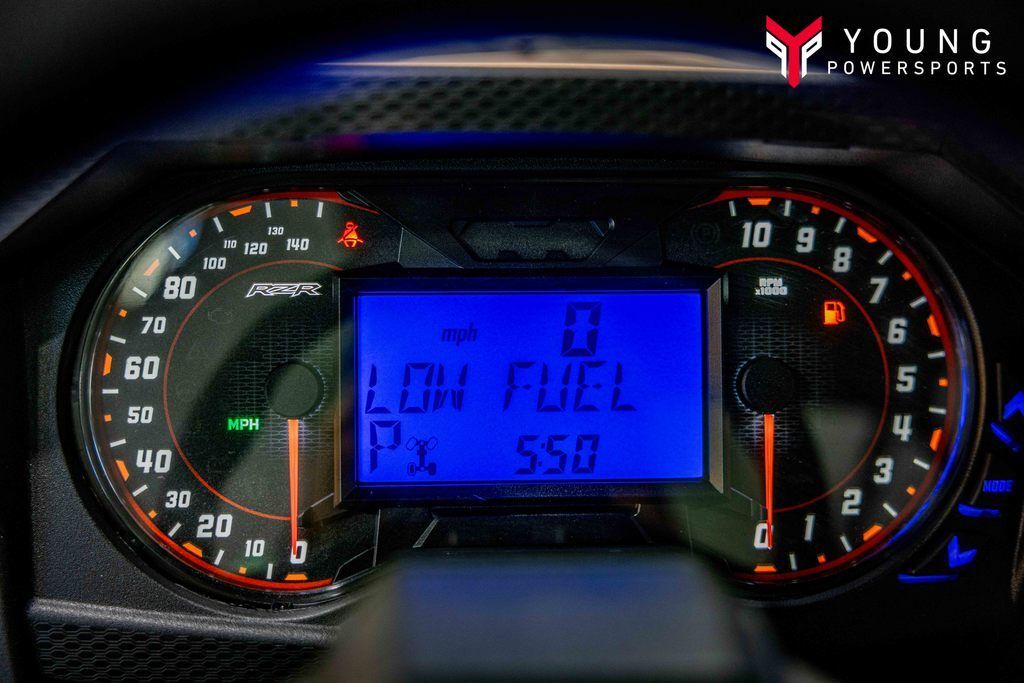 YOUNG
POWERSPORTS
RZR
MPH
0
10
20
30
40
50
60
70
80
100
110
120
130
140
mph 0
LOW FUEL
P 5:50
RPM
x1000
10
9
8
7
6
5
4
3
2
1
0
MODE